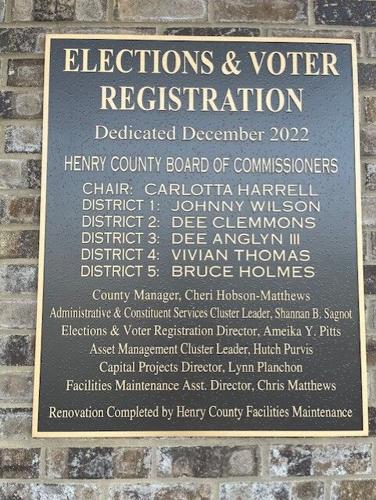 ELECTIONS & VOTER
REGISTRATION
Dedicated December 2022
HENRY COUNTY BOARD OF COMMISSIONERS
CHAIR: CARLOTTA HARRELL
DISTRICT 1: JOHNNY WILSON
DISTRICT 2: DEE CLEMMONS
DISTRICT 3: DEE ANGLYN III
DISTRICT 4: VIVIAN THOMAS
DISTRICT 5: BRUCE HOLMES
County Manager, Cheri Hobson-Matthews
Administrative & Constituent Services Cluster Leader, Shannan B. Sagnot
Elections & Voter Registration Director, Ameika Y. Pitts
Asset Management Cluster Leader, Hutch Purvis
Capital Projects Director, Lynn Planchon
Facilities Maintenance Asst. Director, Chris Matthews
Renovation Completed by Henry County Facilities Maintenance